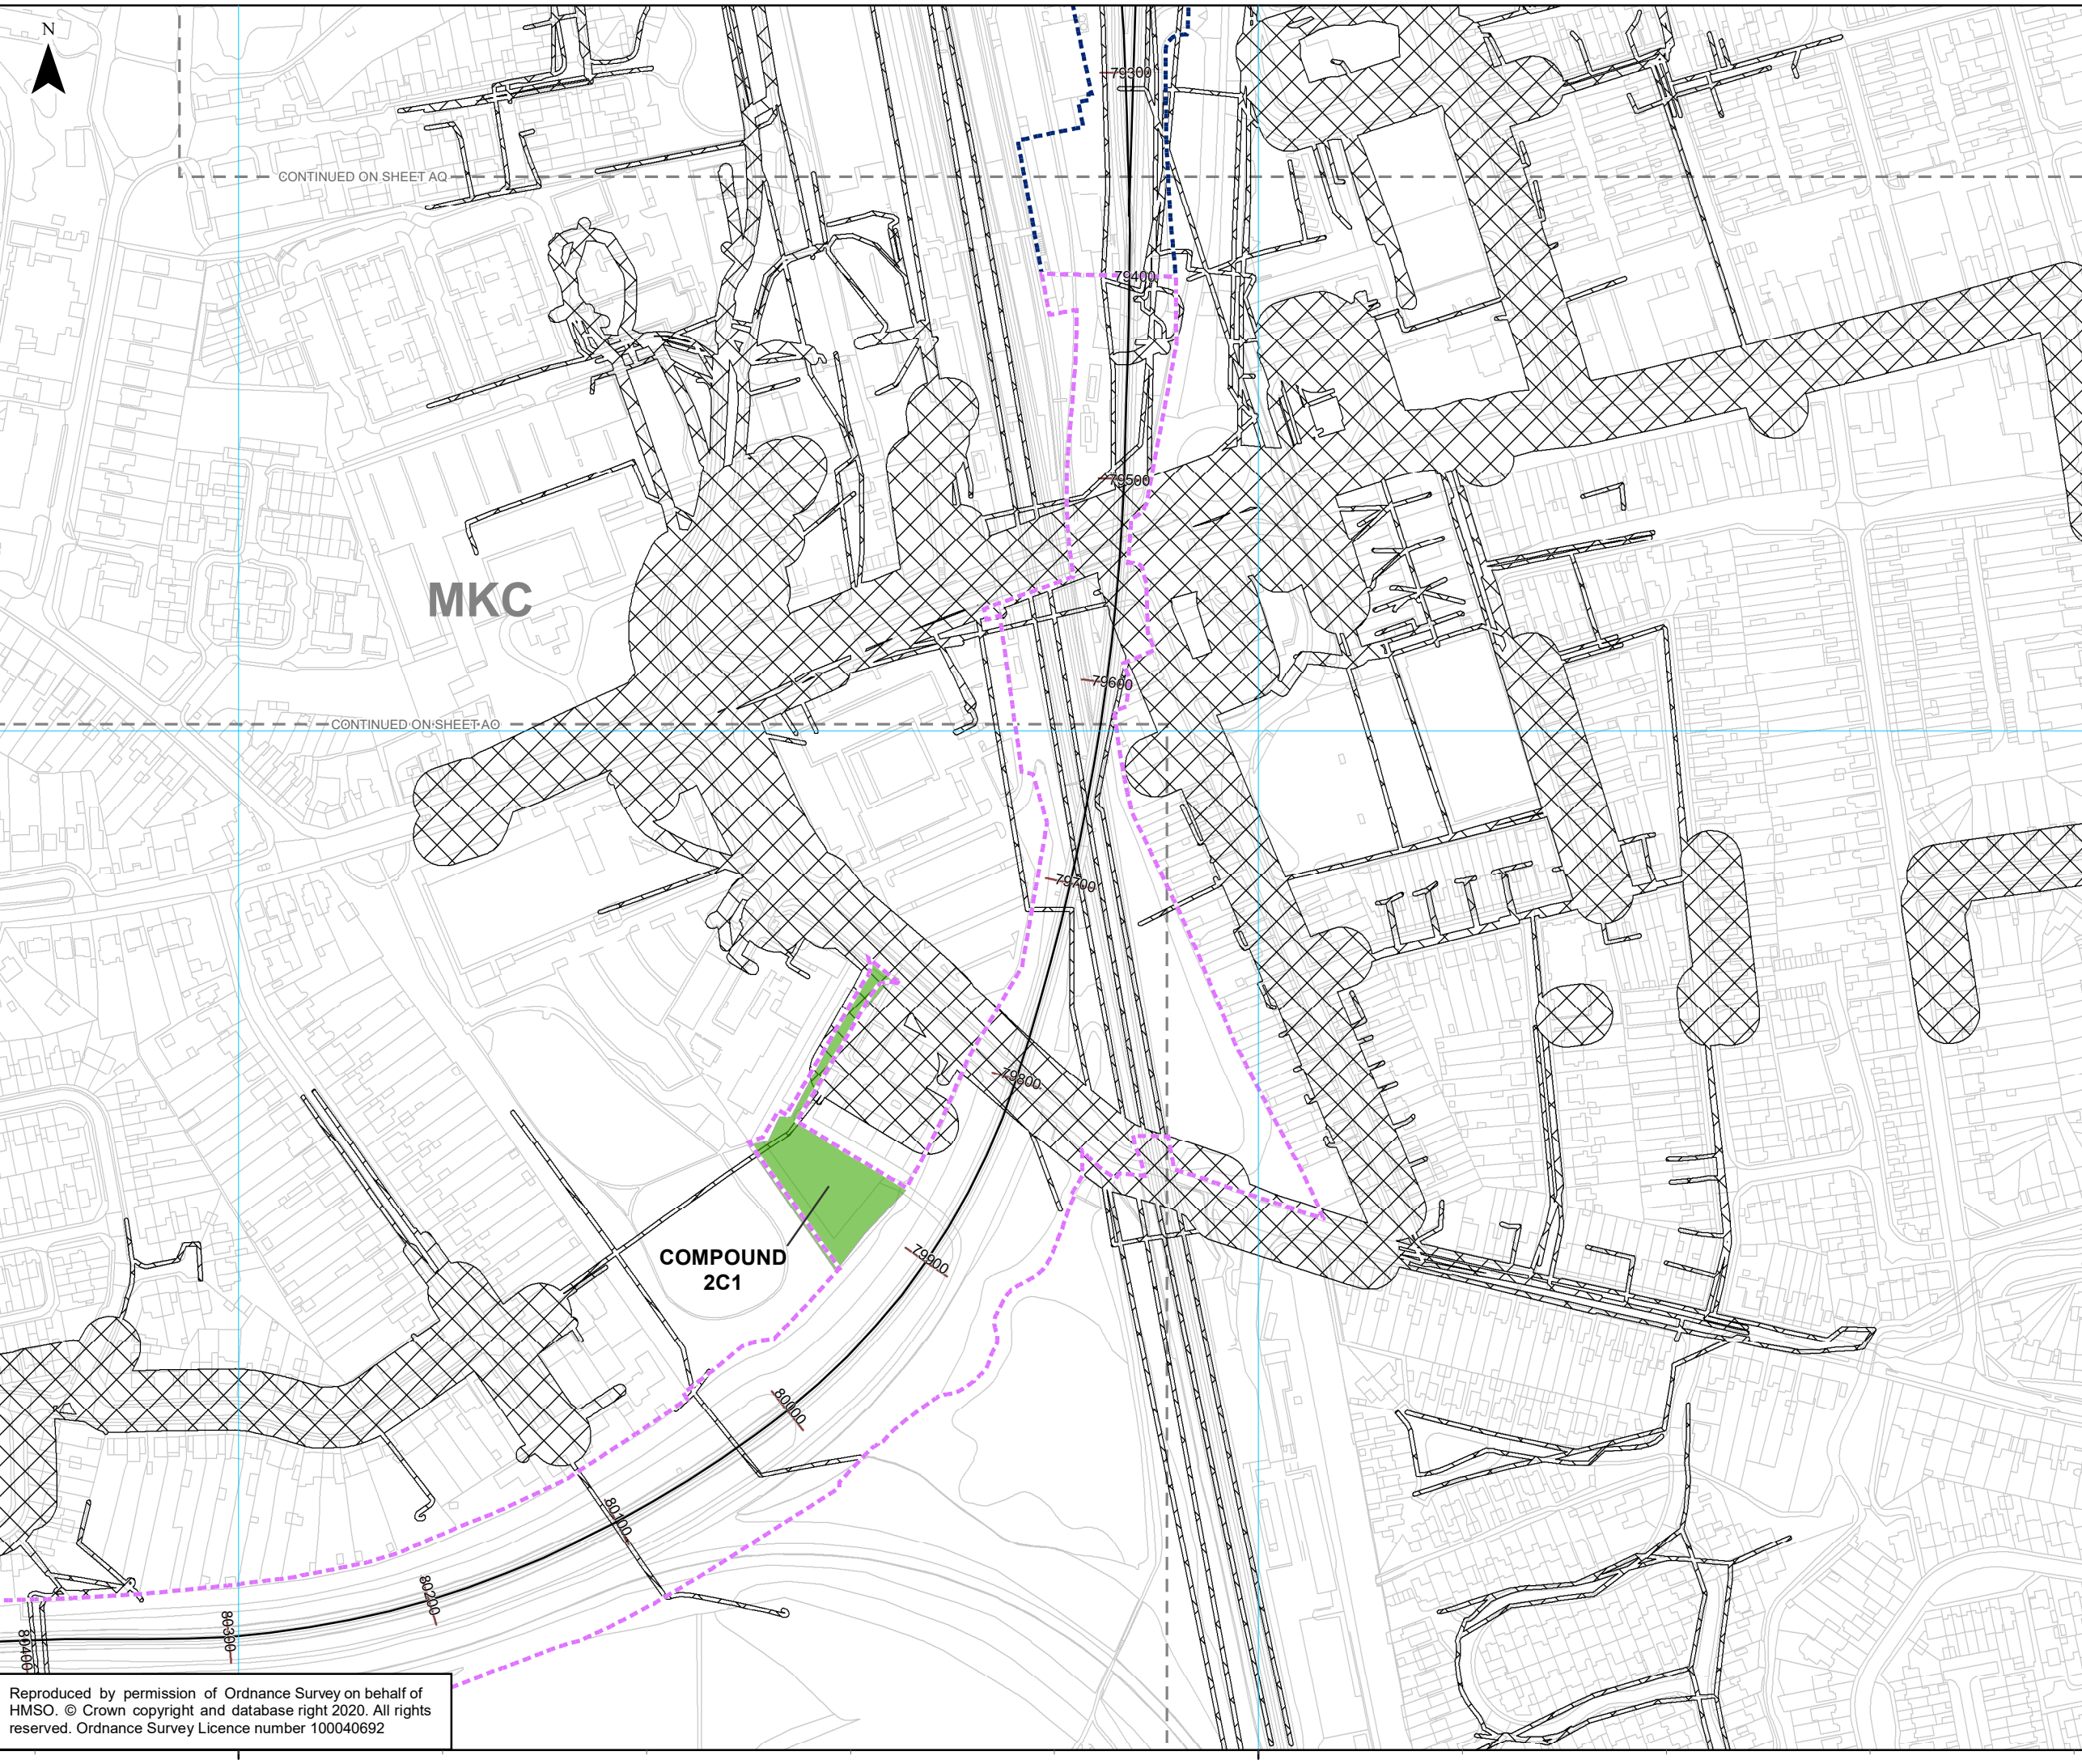 N
79300
CONTINUED ON SHEET AQ
79400
79500
MKC
79600
CONTINUED ON SHEET AO
79700
79800
COMPOUND
2C1
79900
80000
80100
80200
80300
80400
Reproduced by permission of Ordnance Survey on behalf of
HMSO. © Crown copyright and database right 2020. All rights
reserved. Ordnance Survey Licence number 100040692